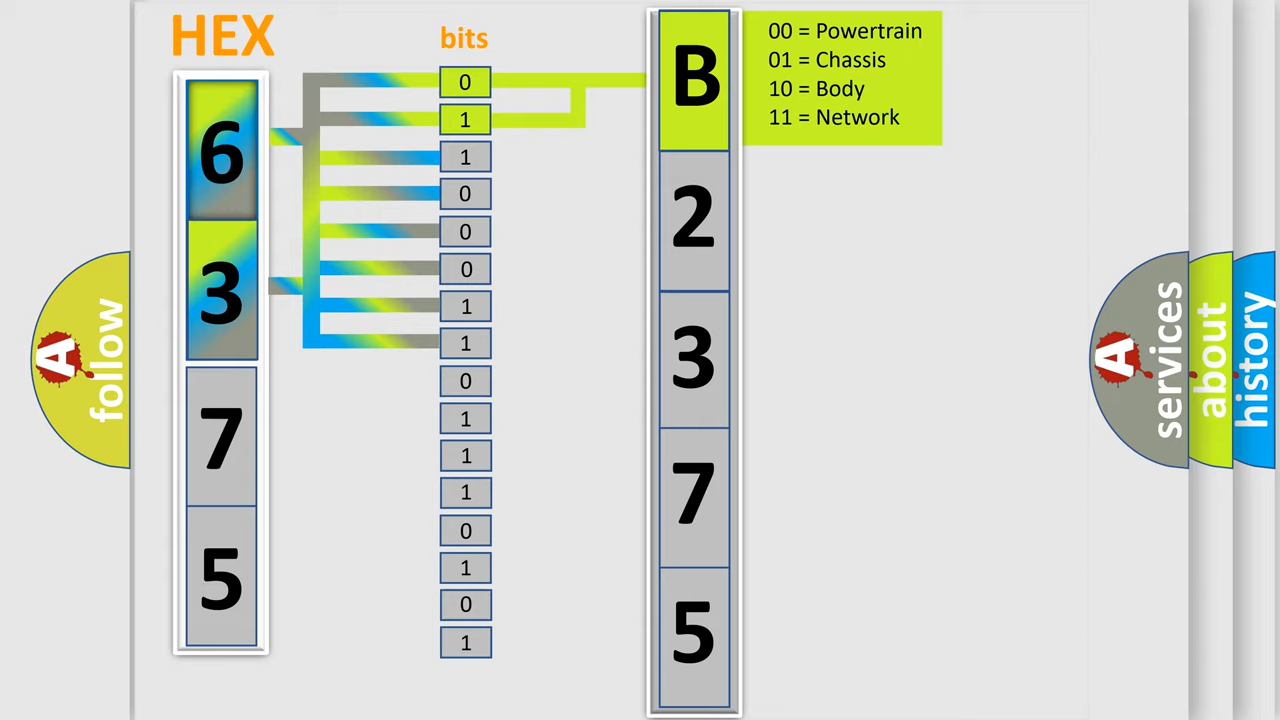 HEX
bits
6
3
7
5
0
1
1
0
0
0
1
1
0
1
1
1
0
1
0
1
B
2
3
7
5
00 = Powertrain
01 = Chassis
10 = Body
11 = Network
A follow
A services
about
history